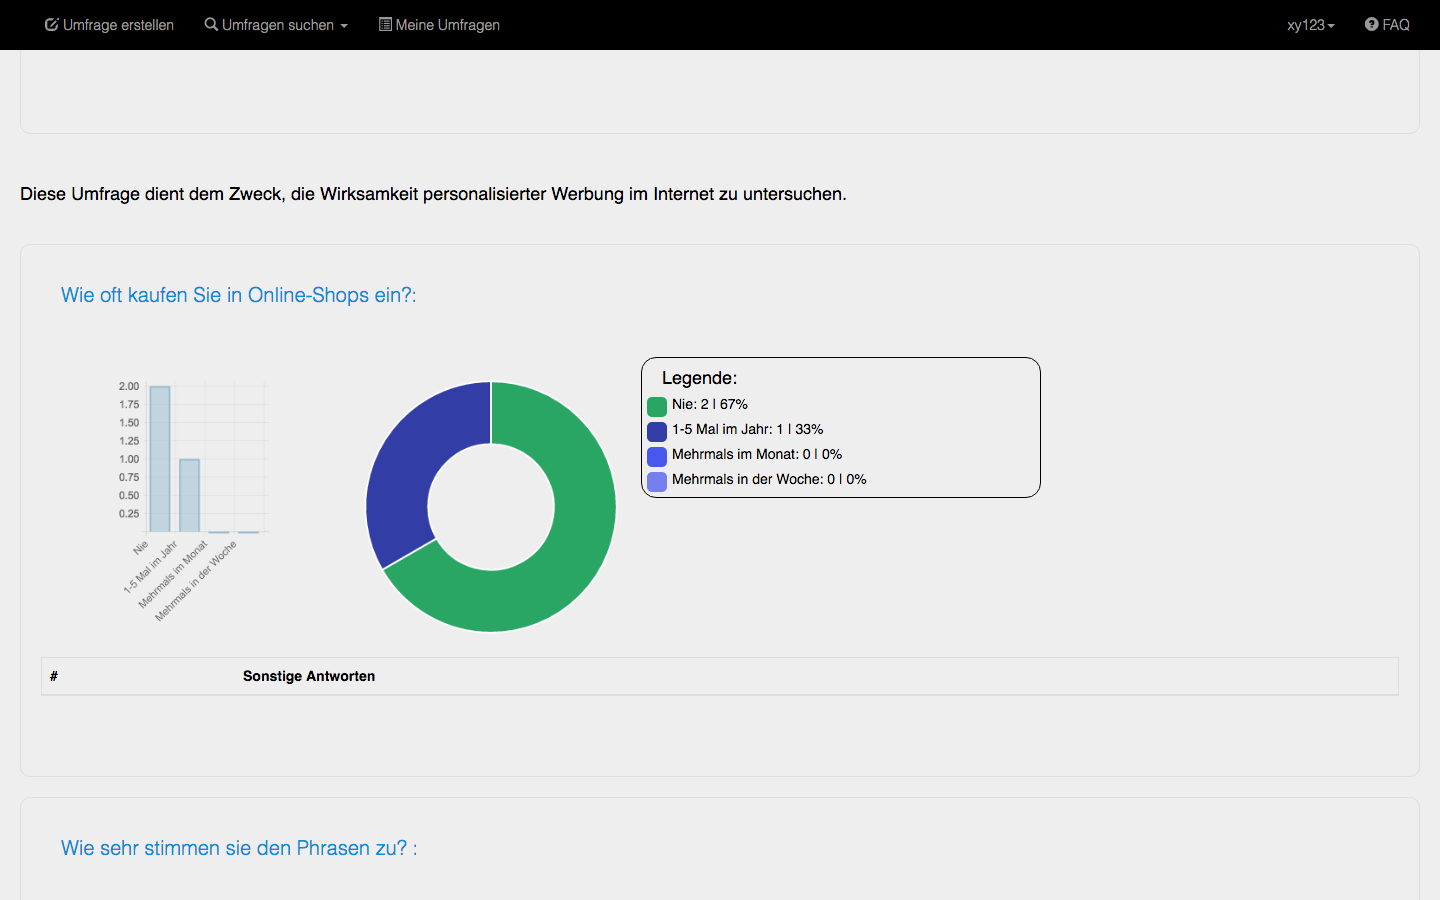 Umfrage erstellen Umfragen suchen Meine Umfragen xy123 FAQ
Diese Umfrage dient dem Zweck, die Wirksamkeit personalisierter Werbung im Internet zu untersuchen.
Wie oft kaufen Sie in Online-Shops ein?:
2.00
1.75
1.50
1.25
1.00
0.75
0.50
0.25
Nie
1-5 Mal im Jahr
Mehrmals im Monat
Mehrmals in der Woche
Legende:
Nie: 2 | 67%
1-5 Mal im Jahr: 1 | 33%
Mehrmals im Monat: 0 | 0%
Mehrmals in der Woche: 0 | 0%
# Sonstige Antworten
Wie sehr stimmen sie den Phrasen zu? :